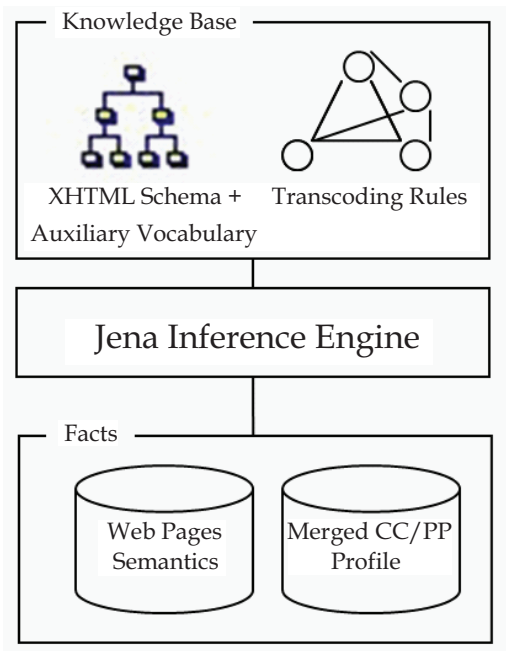 Knowledge Base
XHTML Schema +
Auxiliary Vocabulary
Transcoding Rules
Jena Inference Engine
Facts
Web Pages
Semantics
Merged CC/PP
Profile